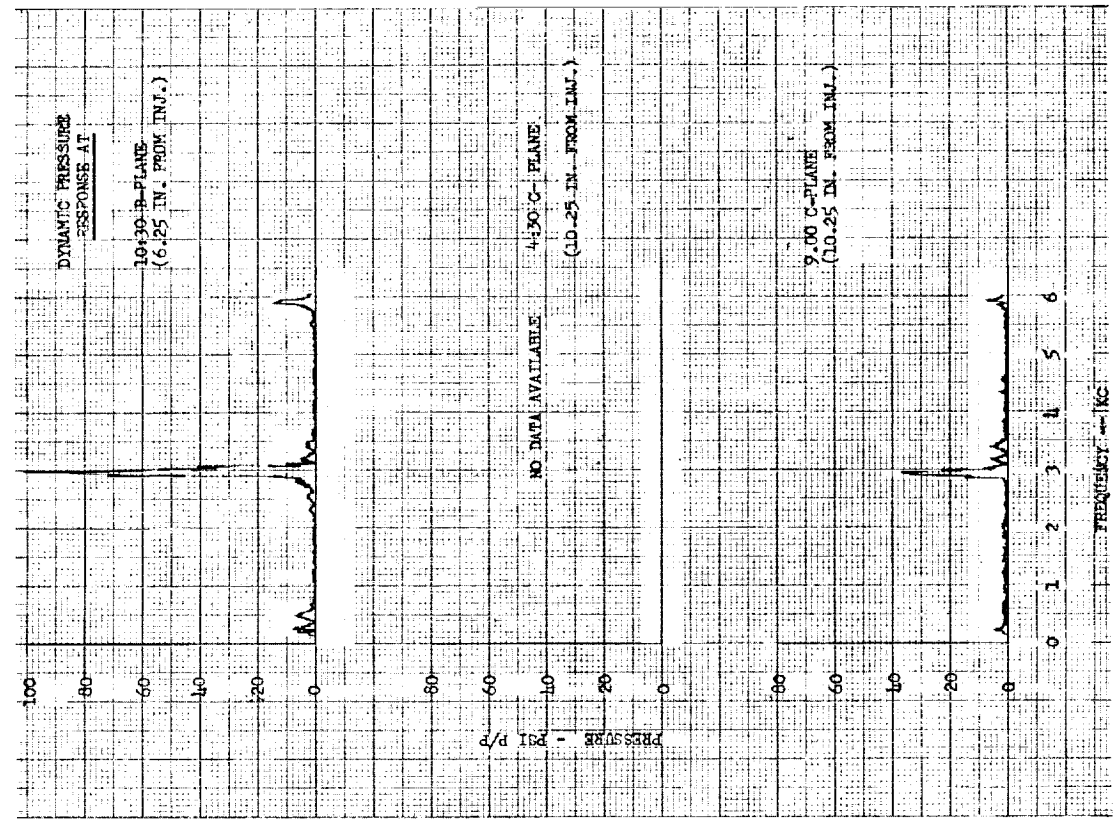 DYNAMIC PRESSURE
RESPONSE AT
10:30 B-PLANE
(6.25 IN. FROM INJ.)
100
80
60
40
20
0
NO DATA AVAILABLE
4:30 C- PLANE
(10.25 IN. FROM INJ.)
80
60
40
20
0
9.00 C-PLANE
(10.25 IN. FROM INJ.)
80
60
40
20
0
PRESSURE - PSI P/P
0 1 2 3 4 5 6
FREQUENCY -- KC